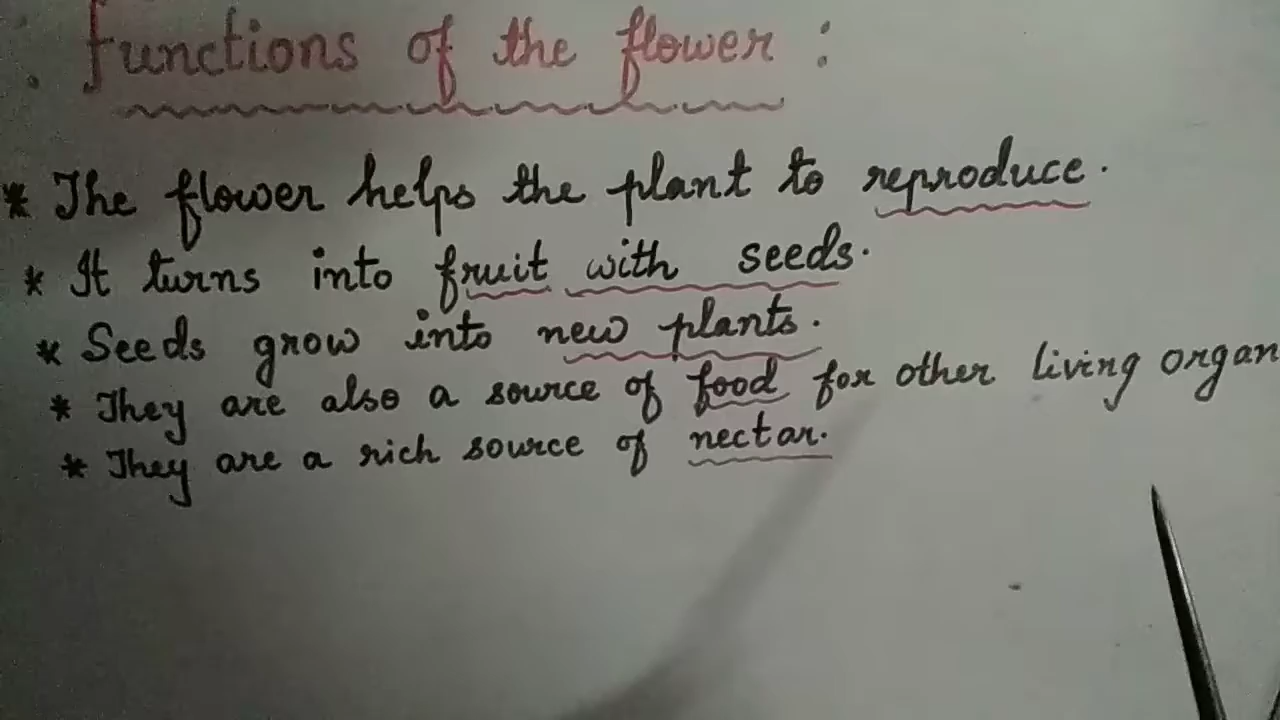 functions of the flower :
* The flower helps the plant to reproduce.
* It turns into fruit with seeds.
* Seeds grow into new plants.
* They are also a source of food for other living organ
* They are a rich source of nectar.